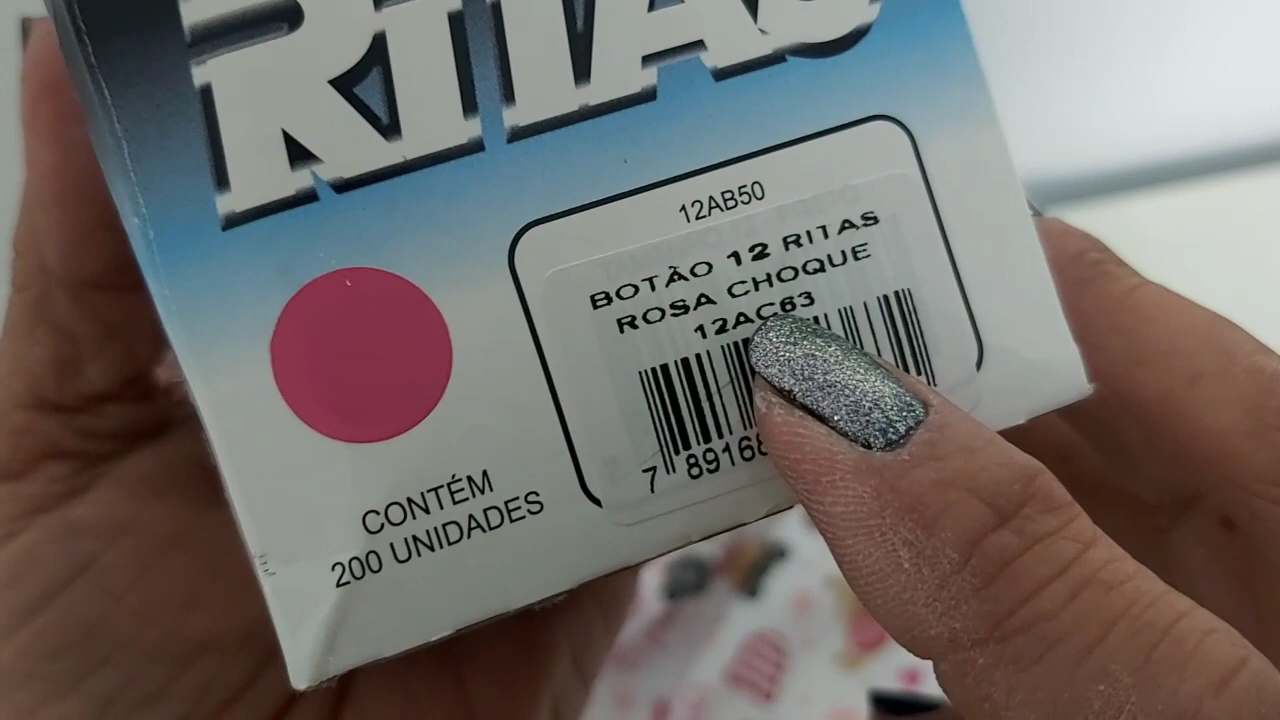 RITAS
12AB50
BOTÃO 12 RITAS
ROSA CHOQUE
12AC63
7 89168
CONTÉM
200 UNIDADES